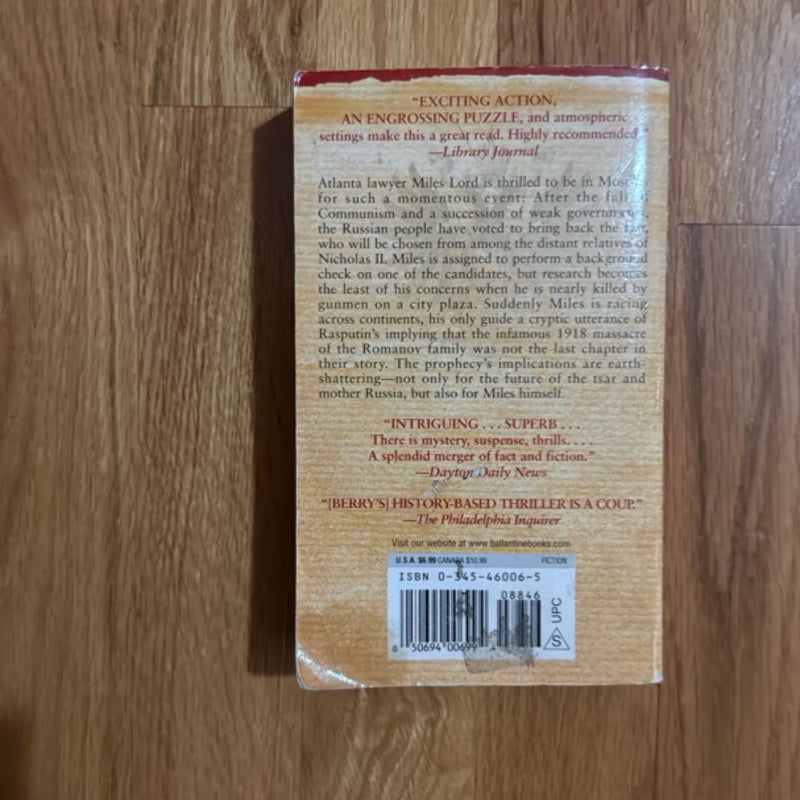 “EXCITING ACTION,
AN ENGROSSING PUZZLE, and atmospheric
settings make this a great read. Highly recommended.”
—Library Journal
Atlanta lawyer Miles Lord is thrilled to be in
for such a momentous event: After the fall of
Communism and a succession of weak governments,
the Russian people have voted to bring back the
who will be chosen from among the distant relatives of
Nicholas II. Miles is assigned to perform a background
check on one of the candidates, but research becomes
the least of his concerns when he is nearly killed by
gunmen on a city plaza. Suddenly Miles is racing
across continents, his only guide a cryptic utterance of
Rasputin’s implying that the infamous 1918 massacre
of the Romanov family was not the last chapter in
their story. The prophecy’s implications are earth-
shattering—not only for the future of the tsar and
mother Russia, but also for Miles himself.
“INTRIGUING . . . SUPERB . . .
There is mystery, suspense, thrills. . . .
A splendid merger of fact and fiction.”
—Dayton Daily News
“[BERRY’S] HISTORY-BASED THRILLER IS A COUP.”
—The Philadelphia Inquirer
Visit our website at www.ballantinebooks.com
U.S.A. $6.99 CANADA $10.99 FICTION
ISBN 0-345-46006-5
08846
0 50694 00699
S UPC